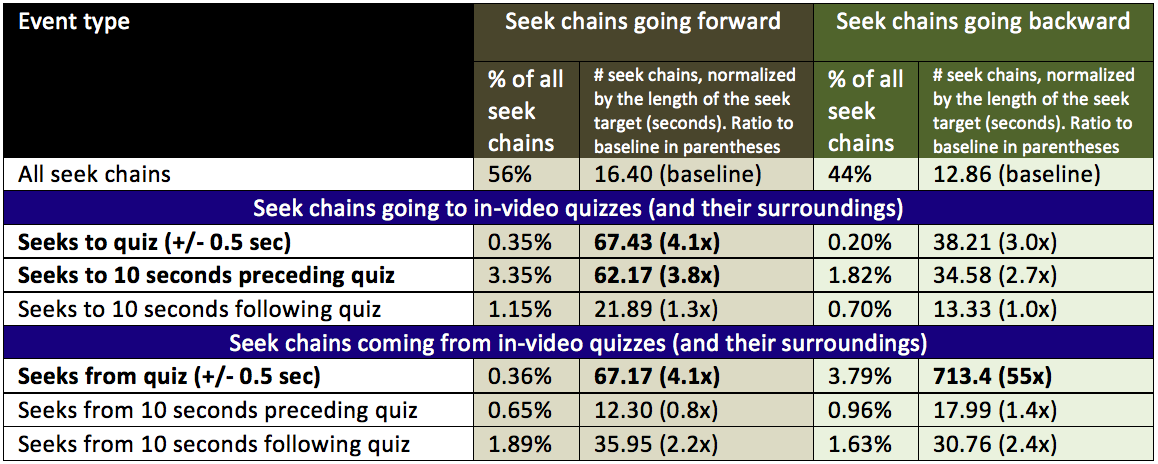 Event type Seek chains going forward Seek chains going backward
% of all seek chains
# seek chains, normalized by the length of the seek target (seconds). Ratio to baseline in parentheses
% of all seek chains
# seek chains, normalized by the length of the seek target (seconds). Ratio to baseline in parentheses
All seek chains 56% 16.40 (baseline) 44% 12.86 (baseline)
Seek chains going to in-video quizzes (and their surroundings)
Seeks to quiz (+/- 0.5 sec) 0.35% 67.43 (4.1x) 0.20% 38.21 (3.0x)
Seeks to 10 seconds preceding quiz 3.35% 62.17 (3.8x) 1.82% 34.58 (2.7x)
Seeks to 10 seconds following quiz 1.15% 21.89 (1.3x) 0.70% 13.33 (1.0x)
Seek chains coming from in-video quizzes (and their surroundings)
Seeks from quiz (+/- 0.5 sec) 0.36% 67.17 (4.1x) 3.79% 713.4 (55x)
Seeks from 10 seconds preceding quiz 0.65% 12.30 (0.8x) 0.96% 17.99 (1.4x)
Seeks from 10 seconds following quiz 1.89% 35.95 (2.2x) 1.63% 30.76 (2.4x)